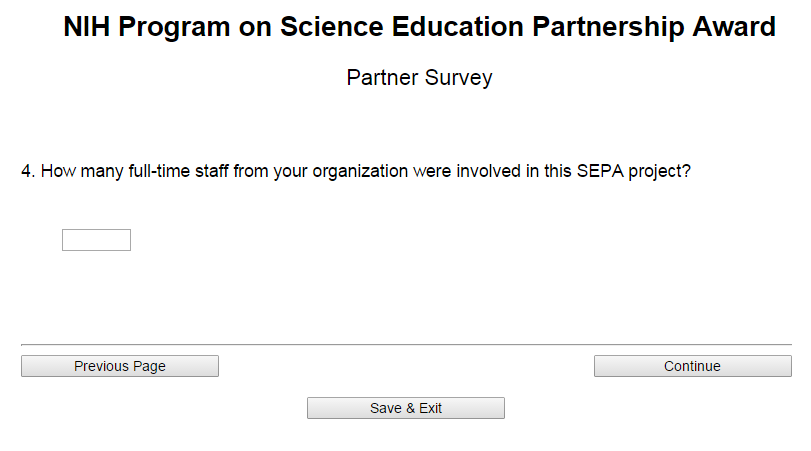 NIH Program on Science Education Partnership Award
Partner Survey
4. How many full-time staff from your organization were involved in this SEPA project?
Previous Page
Continue
Save & Exit